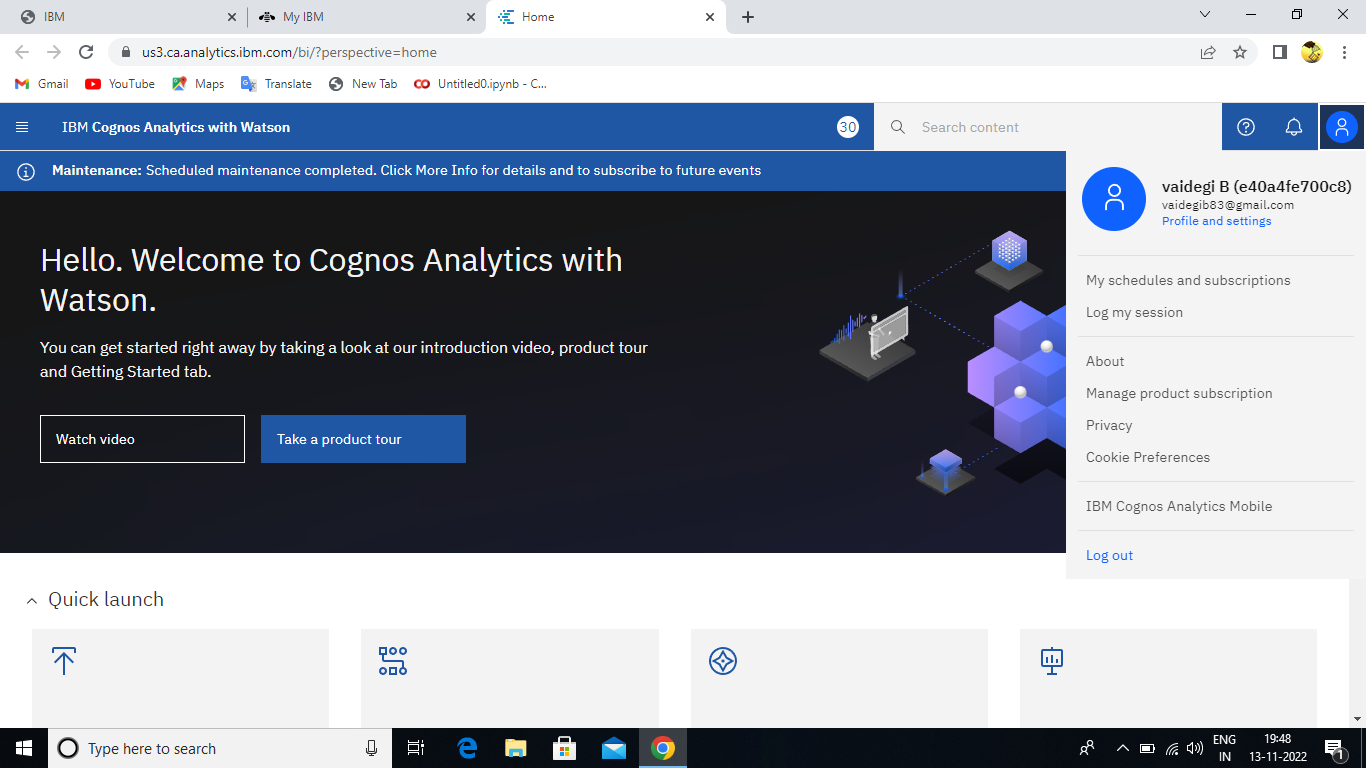 IBM
My IBM
Home
us3.ca.analytics.ibm.com/bi/?perspective=home
Gmail
YouTube
Maps
Translate
New Tab
Untitled0.ipynb - C...
IBM Cognos Analytics with Watson
30
Search content
Maintenance: Scheduled maintenance completed. Click More Info for details and to subscribe to future events
vaidegi B (e40a4fe700c8)
vaidegib83@gmail.com
Profile and settings
My schedules and subscriptions
Log my session
About
Manage product subscription
Privacy
Cookie Preferences
IBM Cognos Analytics Mobile
Log out
Hello. Welcome to Cognos Analytics with
Watson.
You can get started right away by taking a look at our introduction video, product tour
and Getting Started tab.
Watch video
Take a product tour
Quick launch
Type here to search
ENG
IN
19:48
13-11-2022
1